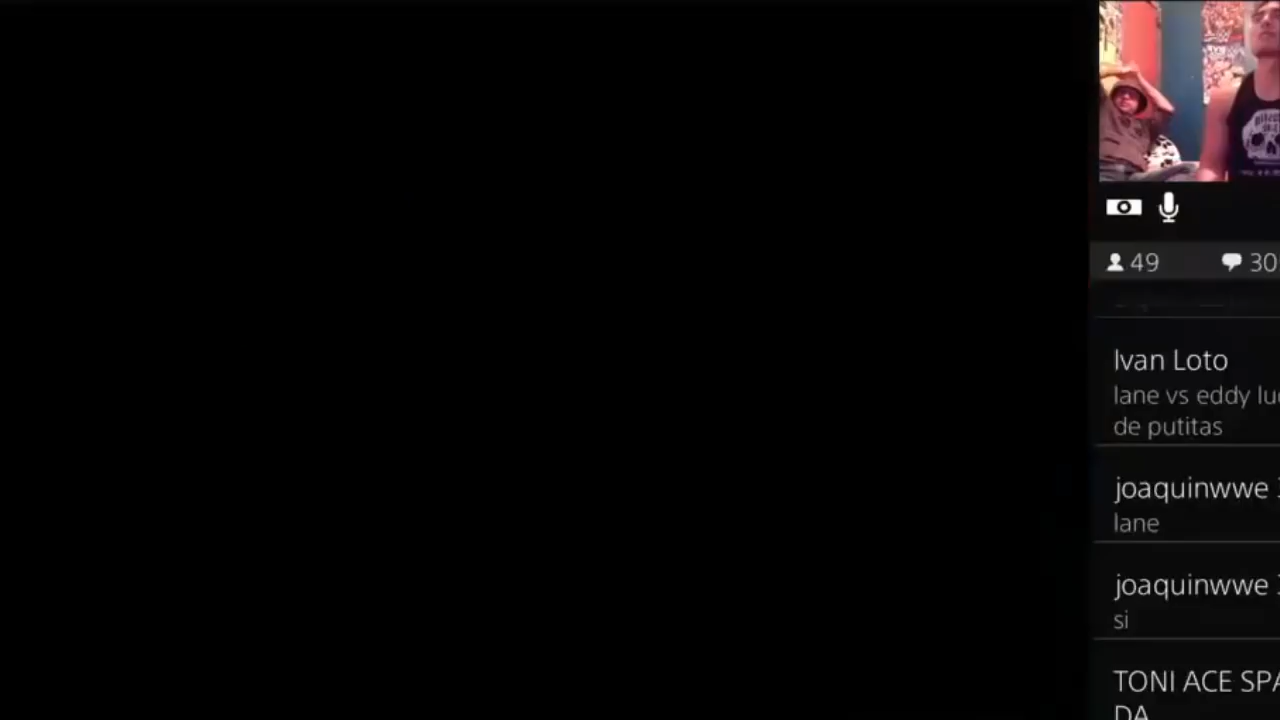 49
30
Ivan Loto
lane vs eddy
de putitas
joaquinwwe
lane
joaquinwwe
si
TONI ACE
DA